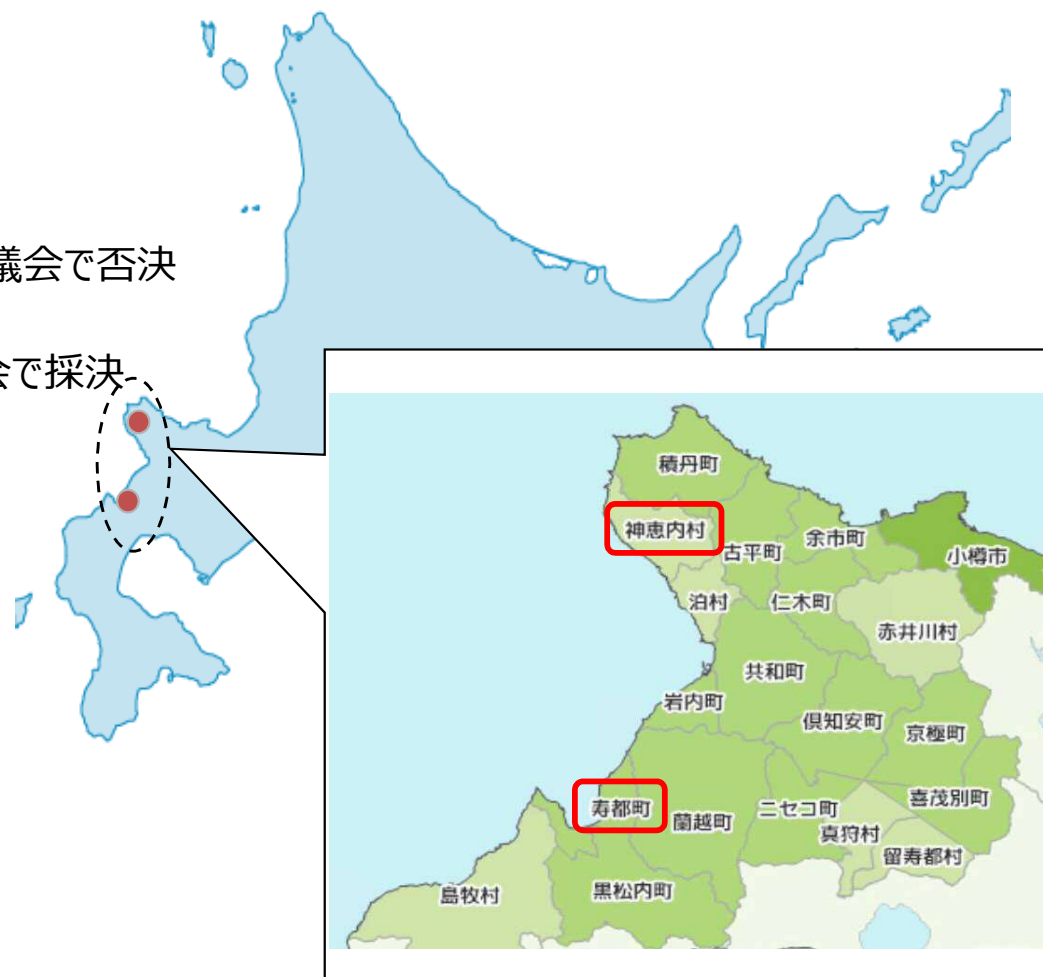 議会で否決
会で採決
積丹町
神恵内村
古平町
余市町
小樽市
泊村
仁木町
赤井川村
共和町
岩内町
倶知安町
京極町
寿都町
蘭越町
ニセコ町
喜茂別町
真狩村
留寿都村
島牧村
黒松内町